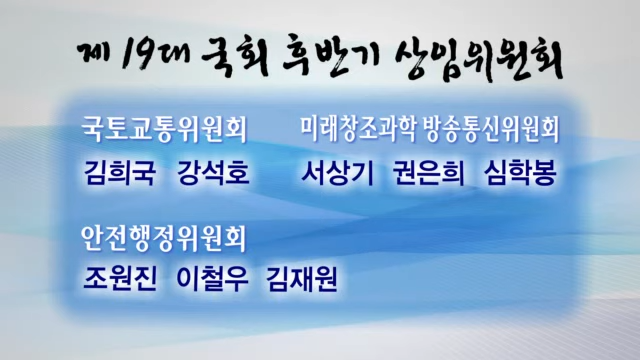 제 19대 국회 후반기 상임위원회
국토교통위원회
김희국 강석호
미래창조과학 방송통신위원회
서상기 권은희 심학봉
안전행정위원회
조원진 이철우 김재원